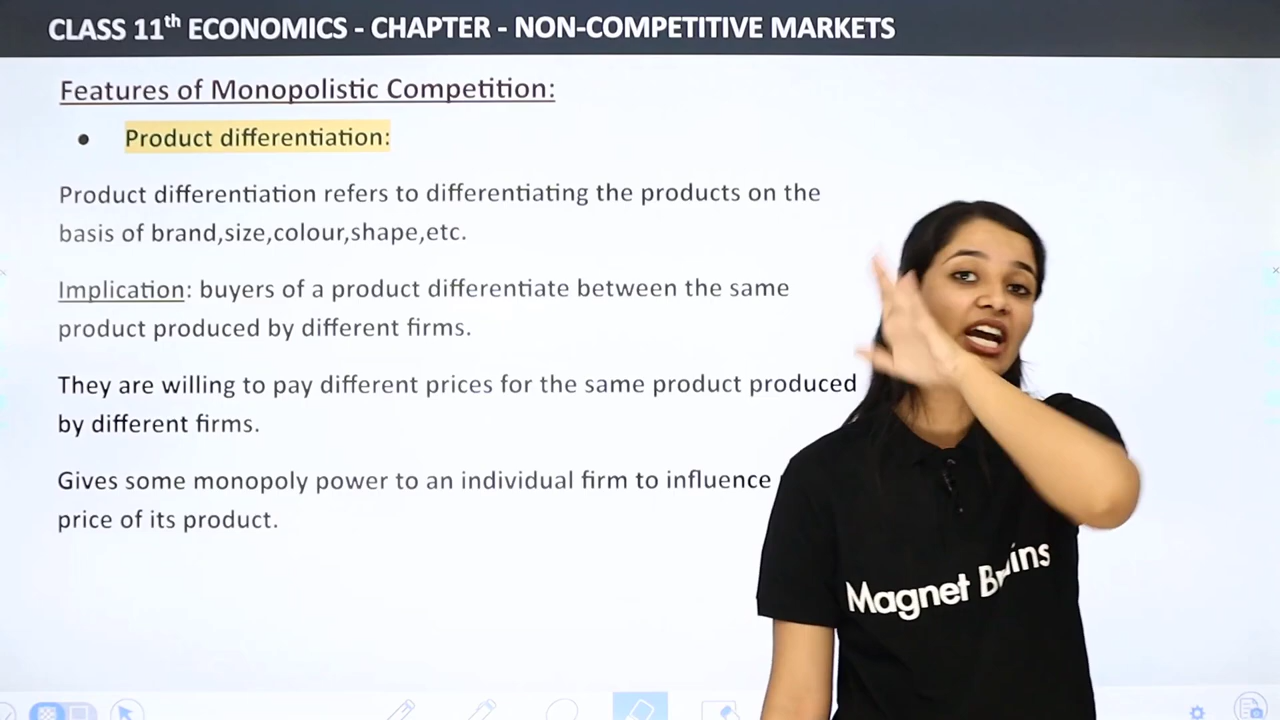 CLASS 11th ECONOMICS - CHAPTER - NON-COMPETITIVE MARKETS
Features of Monopolistic Competition:
● Product differentiation:
Product differentiation refers to differentiating the products on the
basis of brand,size,colour,shape,etc.
Implication: buyers of a product differentiate between the same
product produced by different firms.
They are willing to pay different prices for the same product produced
by different firms.
Gives some monopoly power to an individual firm to influence
price of its product.
Magnet Brains